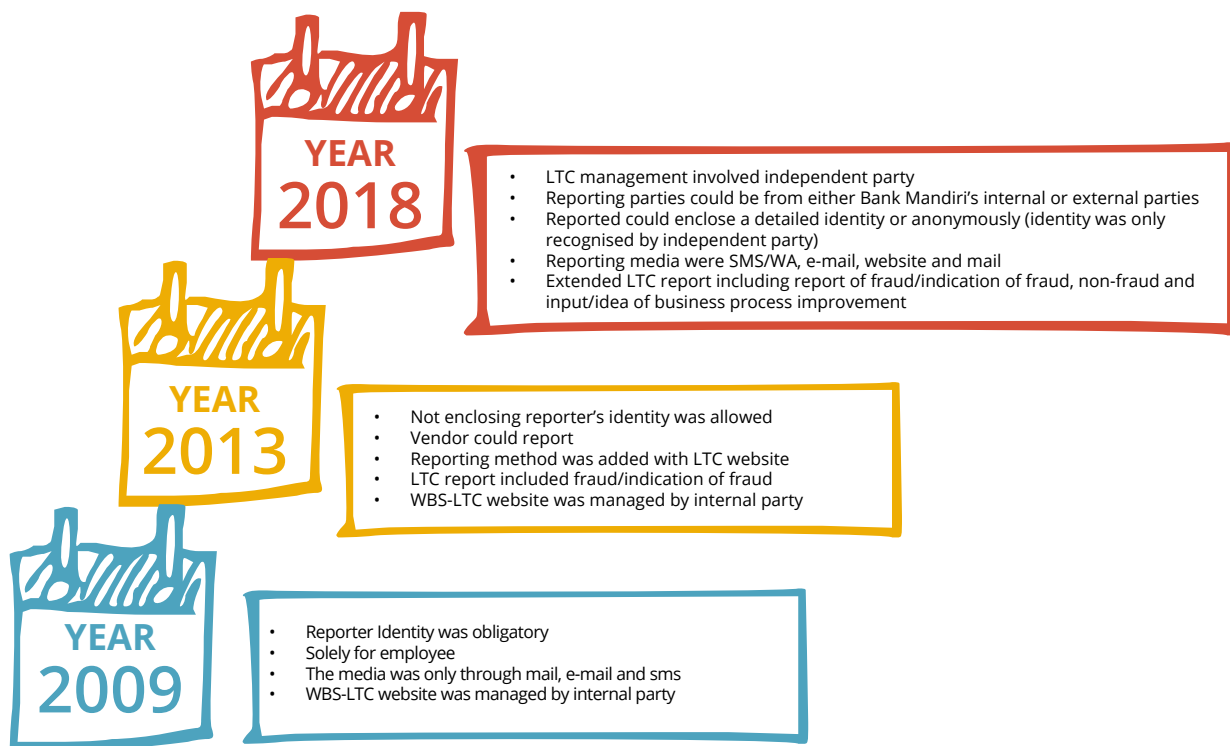 YEAR
2018
• LTC management involved independent party
• Reporting parties could be from either Bank Mandiri's internal or external parties
• Reported could enclose a detailed identity or anonymously (identity was only
recognised by independent party)
• Reporting media were SMS/WA, e-mail, website and mail
• Extended LTC report including report of fraud/indication of fraud, non-fraud and
input/idea of business process improvement
YEAR
2013
• Not enclosing reporter's identity was allowed
• Vendor could report
• Reporting method was added with LTC website
• LTC report included fraud/indication of fraud
• WBS-LTC website was managed by internal party
YEAR
2009
• Reporter Identity was obligatory
• Solely for employee
• The media was only through mail, e-mail and sms
• WBS-LTC website was managed by internal party